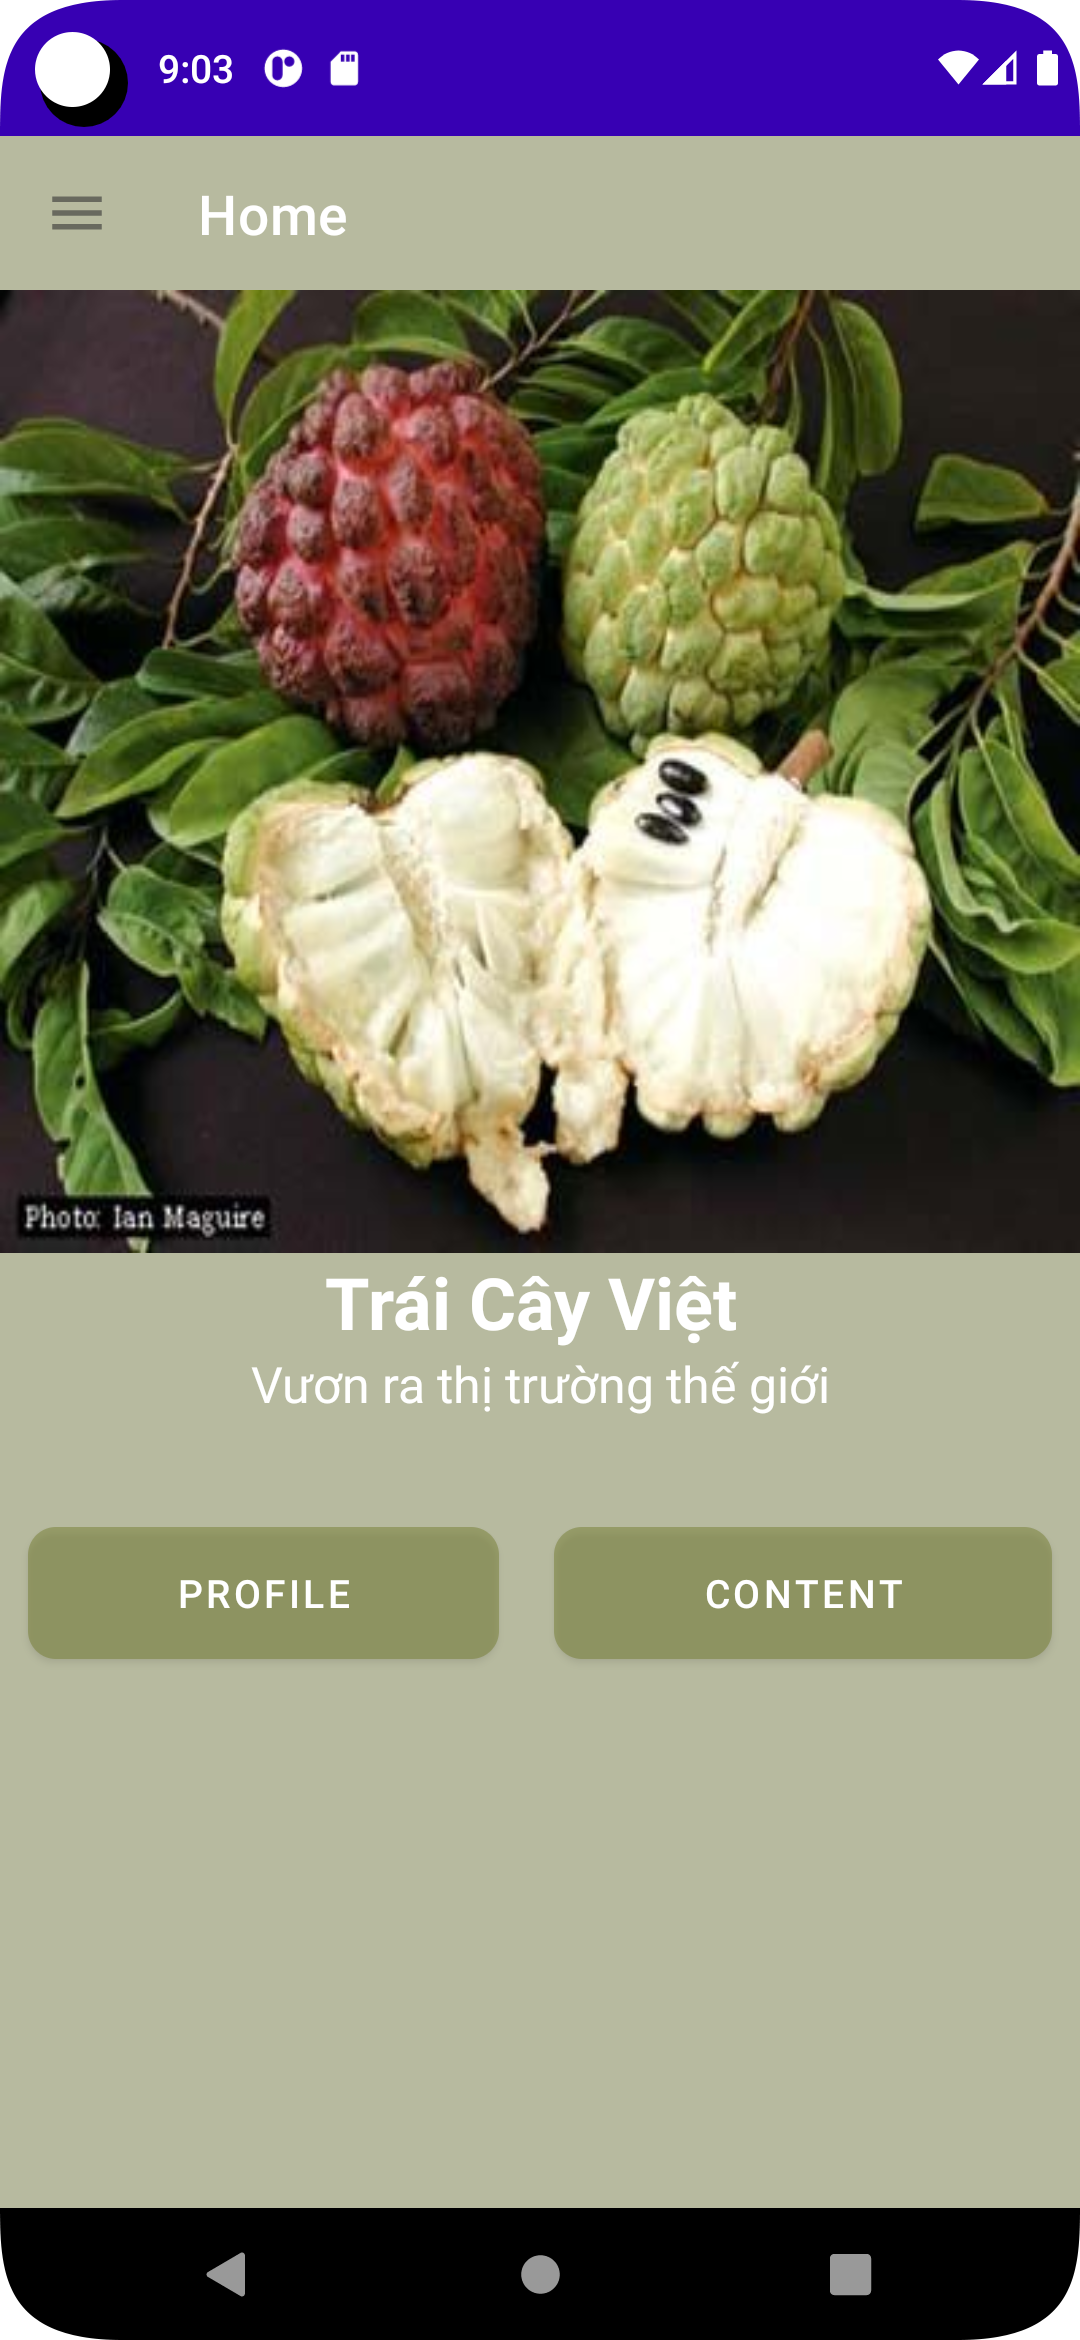 9:03
Home
Photo: Ian Maguire
Trái Cây Việt
Vươn ra thị trường thế giới
PROFILE
CONTENT